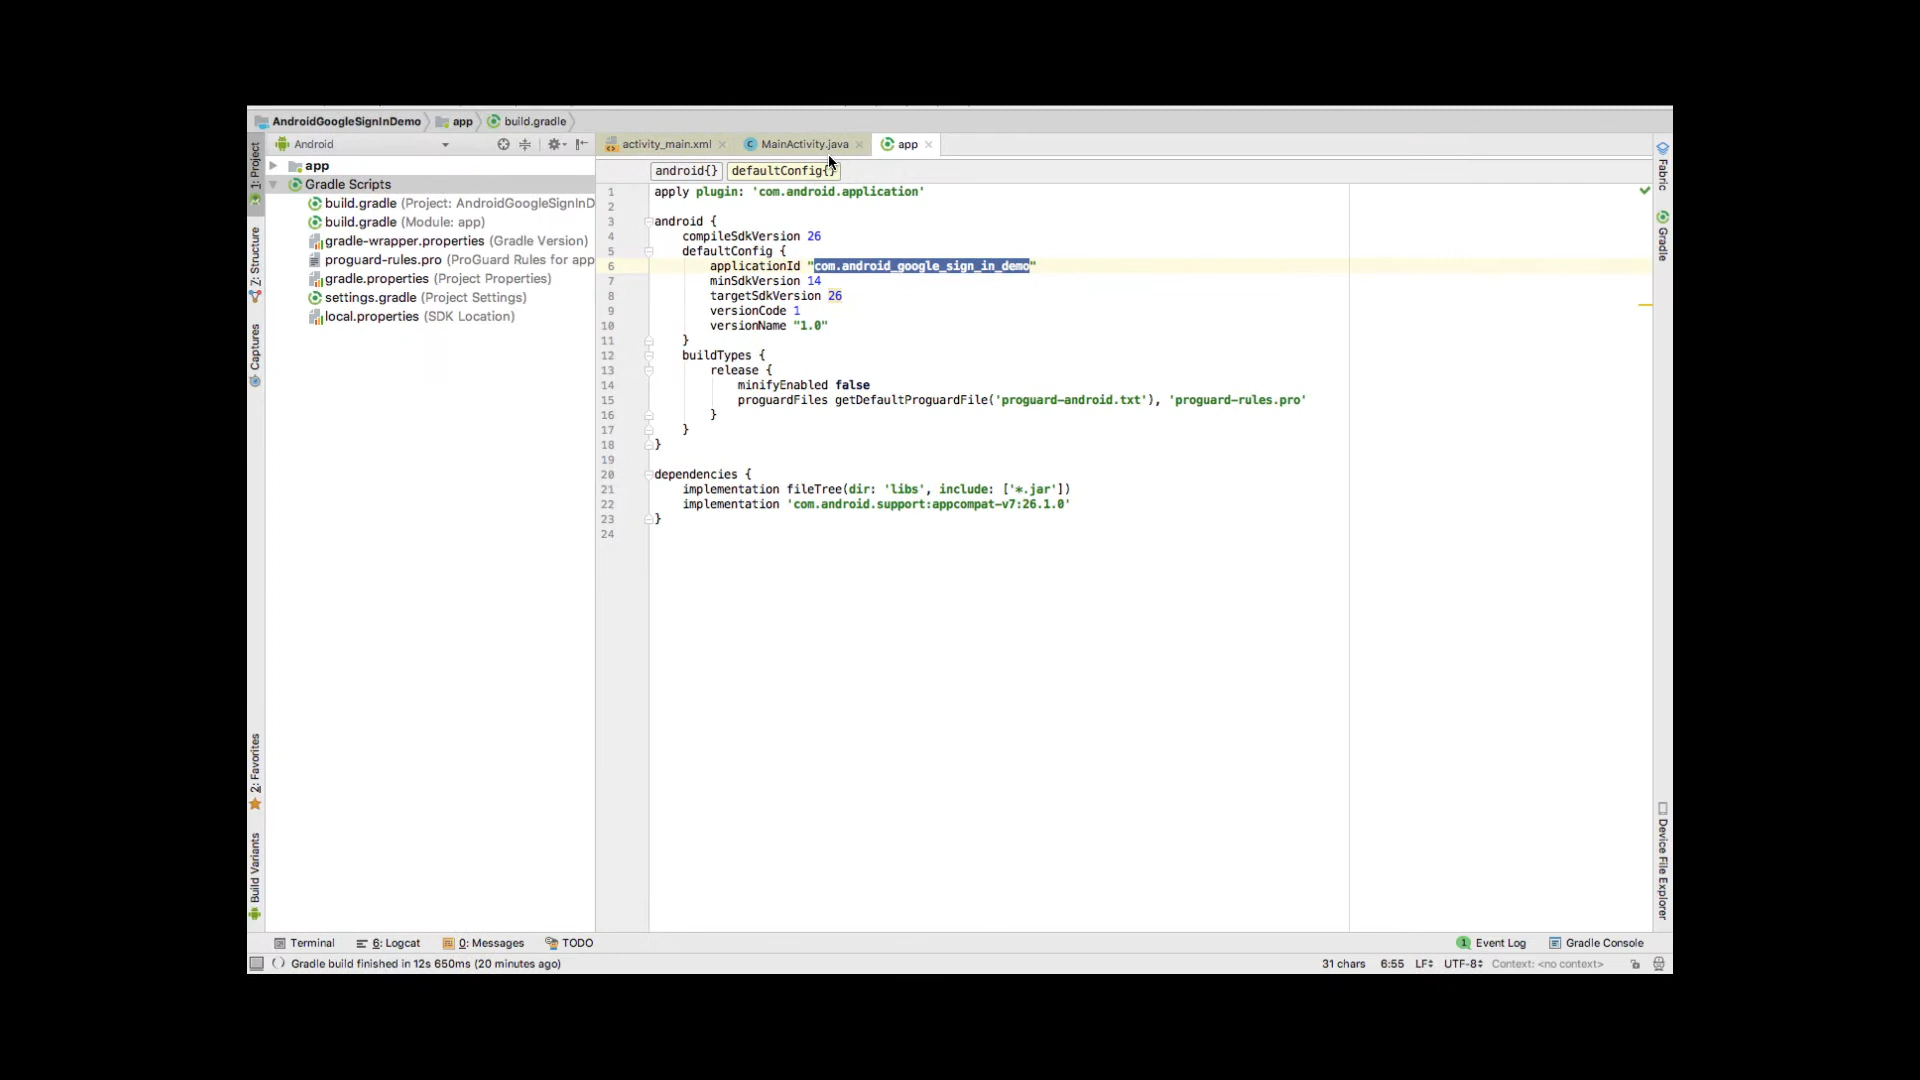 AndroidGoogleSignInDemo app build.gradle
1: Project
Z: Structure
Captures
2: Favorites
Build Variants
Android
app
Gradle Scripts
build.gradle (Project: AndroidGoogleSignInD
build.gradle (Module: app)
gradle-wrapper.properties (Gradle Version)
proguard-rules.pro (ProGuard Rules for app
gradle.properties (Project Properties)
settings.gradle (Project Settings)
local.properties (SDK Location)
activity_main.xml MainActivity.java app
android{} defaultConfig{}
1 apply plugin: 'com.android.application'
2
3 android {
4 compileSdkVersion 26
5 defaultConfig {
6 applicationId "com.android_google_sign_in_demo"
7 minSdkVersion 14
8 targetSdkVersion 26
9 versionCode 1
10 versionName "1.0"
11 }
12 buildTypes {
13 release {
14 minifyEnabled false
15 proguardFiles getDefaultProguardFile('proguard-android.txt'), 'proguard-rules.pro'
16 }
17 }
18 }
19
20 dependencies {
21 implementation fileTree(dir: 'libs', include: ['*.jar'])
22 implementation 'com.android.support:appcompat-v7:26.1.0'
23 }
24
Fabric
Gradle
Device File Explorer
Terminal 6: Logcat 0: Messages TODO 1 Event Log Gradle Console
Gradle build finished in 12s 650ms (20 minutes ago) 31 chars 6:55 LF UTF-8 Context: <no context>